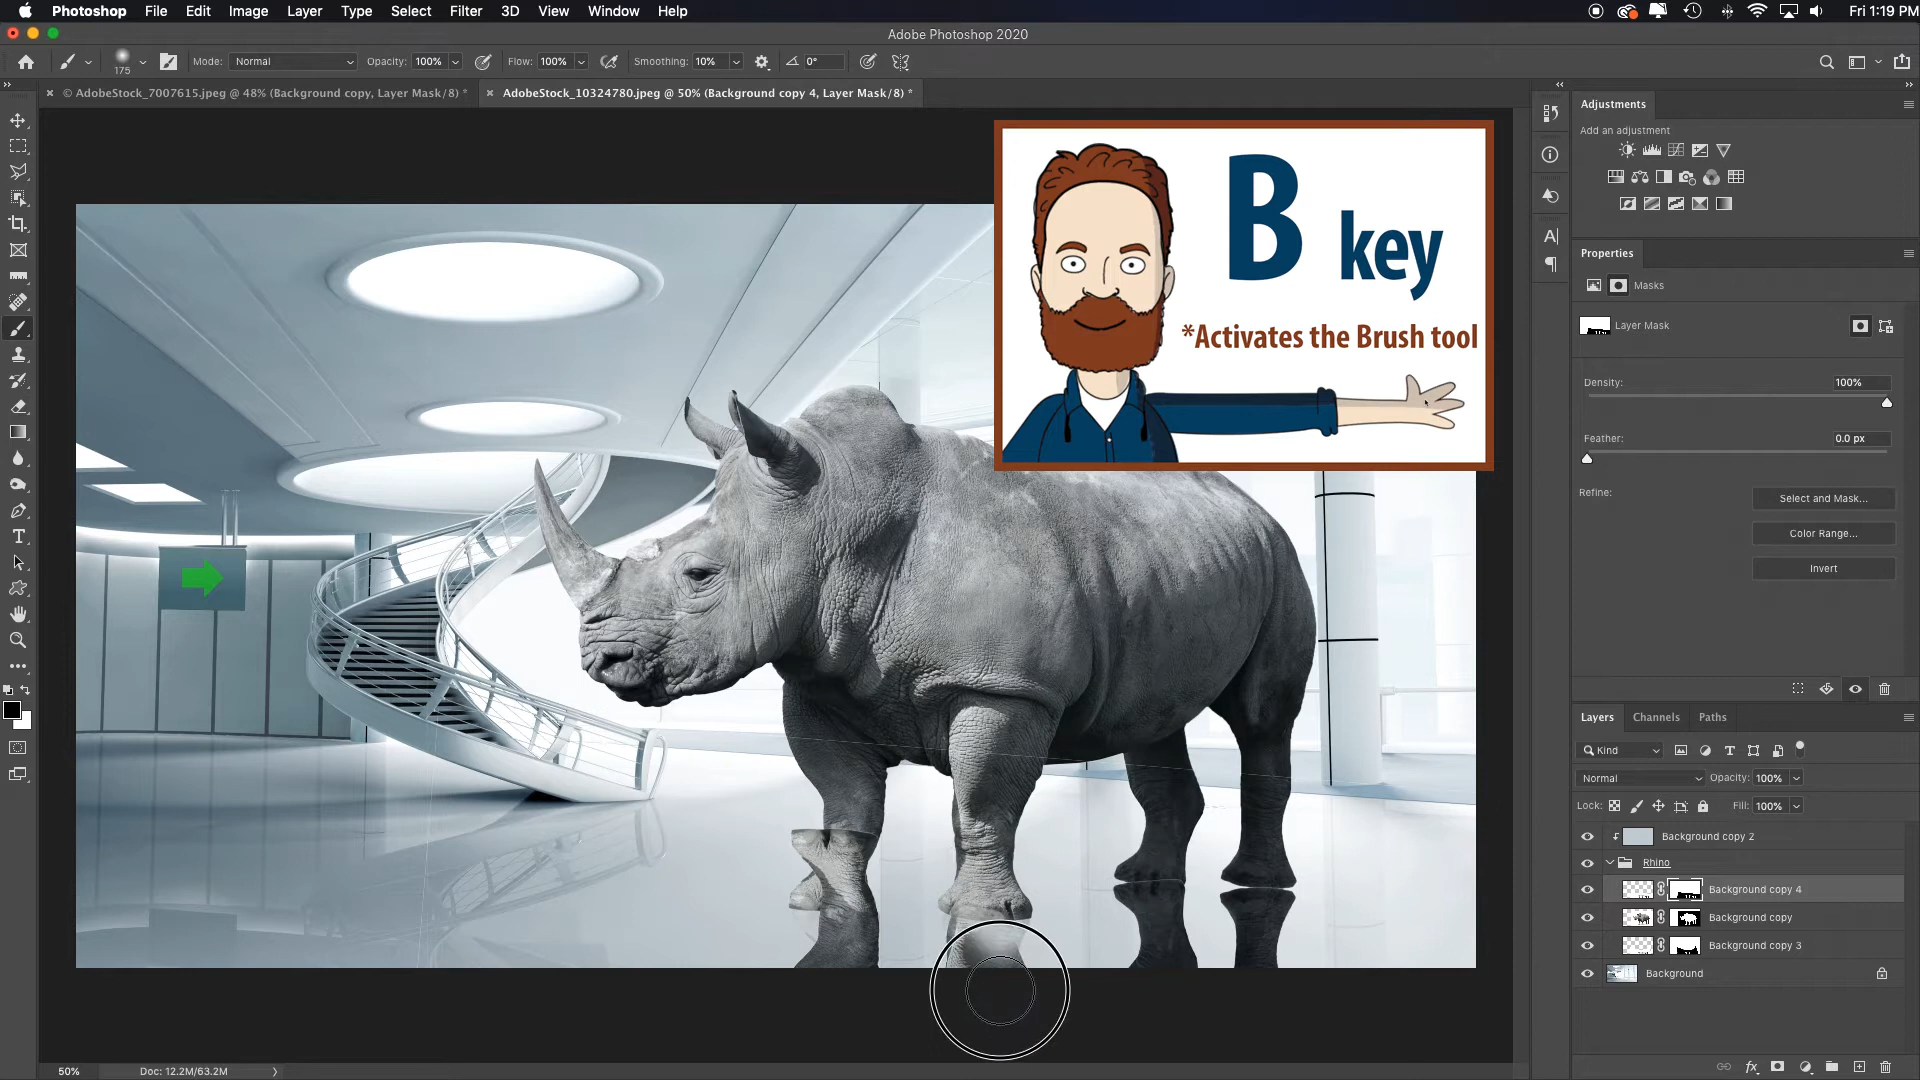 Photoshop File Edit Image Layer Type Select Filter 3D View Window Help Fri 1:19 PM
Adobe Photoshop 2020
175 Mode: Normal Opacity: 100% Flow: 100% Smoothing: 10% 0°
© AdobeStock_7007615.jpeg @ 48% (Background copy, Layer Mask/8) * AdobeStock_10324780.jpeg @ 50% (Background copy 4, Layer Mask/8) *
B key
*Activates the Brush tool
Adjustments
Add an adjustment
Properties
Masks
Layer Mask
Density: 100%
Feather: 0.0 px
Refine: Select and Mask...
Color Range...
Invert
Layers Channels Paths
Kind
Normal Opacity: 100%
Lock: Fill: 100%
Background copy 2
Rhino
Background copy 4
Background copy
Background copy 3
Background
50% Doc: 12.2M/63.2M